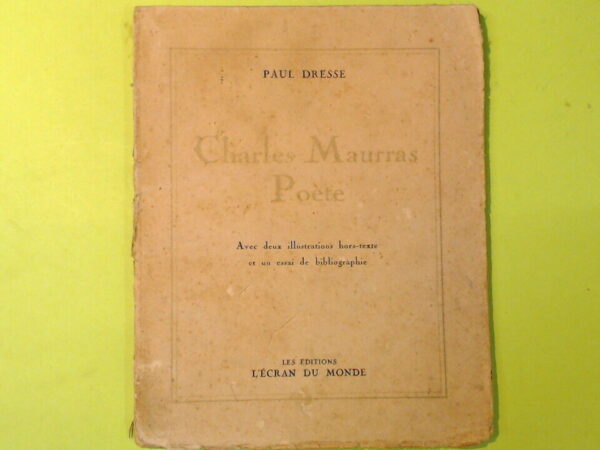 PAUL DRESSE
Charles Maurras
Poète
Avec deux illustrations hors-texte
et un essai de bibliographie
LES ÉDITIONS
L'ÉCRAN DU MONDE